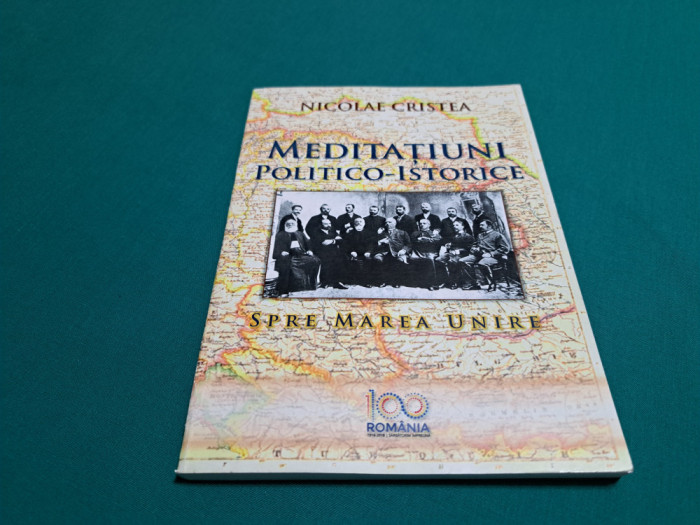 NICOLAE CRISTEA
MEDITAȚIUNI
POLITICO-ISTORICE
SPRE MAREA UNIRE
100
ROMÂNIA